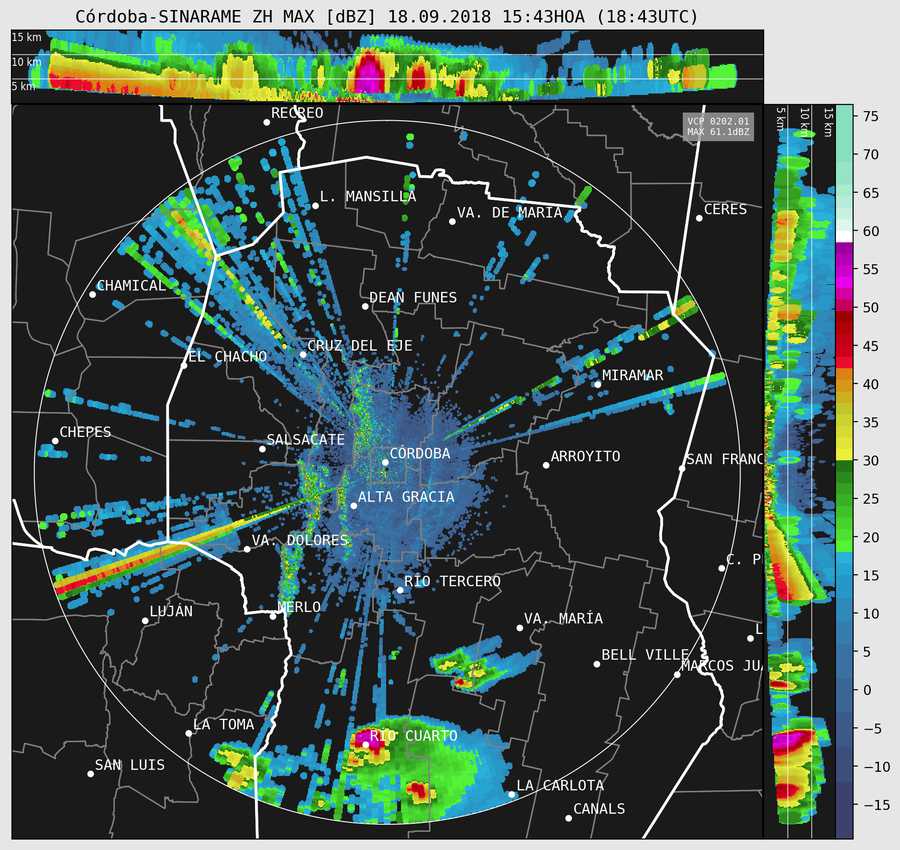 Córdoba-SINARAME ZH MAX [dBZ] 18.09.2018 15:43HOA (18:43UTC)
15 km
10 km
5 km
RECREO
VCP 0202.01
MAX 61.1dBZ
5 km
10 km
15 km
75
70
65
60
55
50
45
40
35
30
25
20
15
10
5
0
−5
−10
−15
L. MANSILLA
VA. DE MARÍA
CERES
CHAMICAL
DEÁN FUNES
CRUZ DEL EJE
EL CHACHO
MIRAMAR
CHEPES
SALSACATE
CÓRDOBA
ARROYITO
SAN FRANC
ALTA GRACIA
VA. DOLORES
C. P
RÍO TERCERO
LUJÁN
MERLO
VA. MARÍA
L
BELL VILLE
MARCOS JUÁ
LA TOMA
RÍO CUARTO
SAN LUIS
LA CARLOTA
CANALS